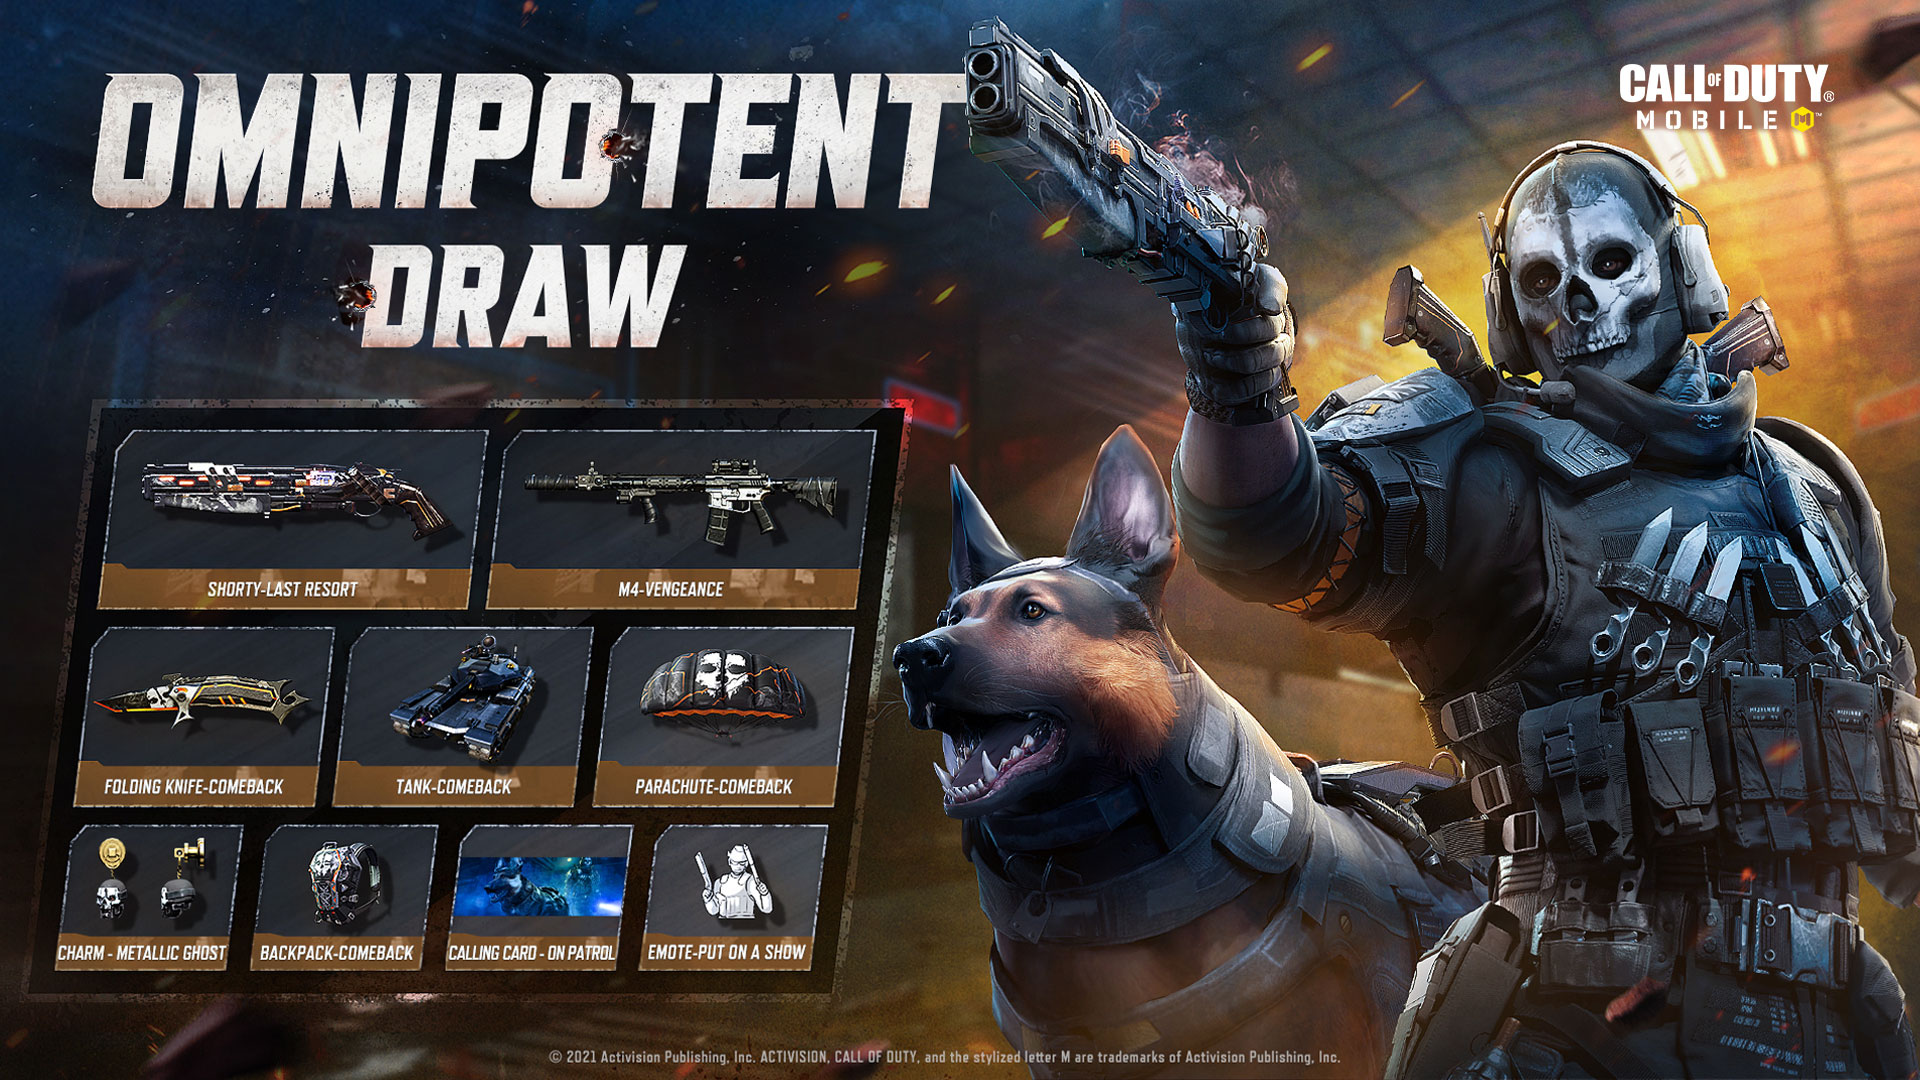 OMNIPOTENT
DRAW
CALL OF DUTY®
MOBILE M™
SHORTY-LAST RESORT
M4-VENGEANCE
FOLDING KNIFE-COMEBACK
TANK-COMEBACK
PARACHUTE-COMEBACK
CHARM - METALLIC GHOST
BACKPACK-COMEBACK
CALLING CARD - ON PATROL
EMOTE-PUT ON A SHOW
© 2021 Activision Publishing, Inc. ACTIVISION, CALL OF DUTY, and the stylized letter M are trademarks of Activision Publishing, Inc.